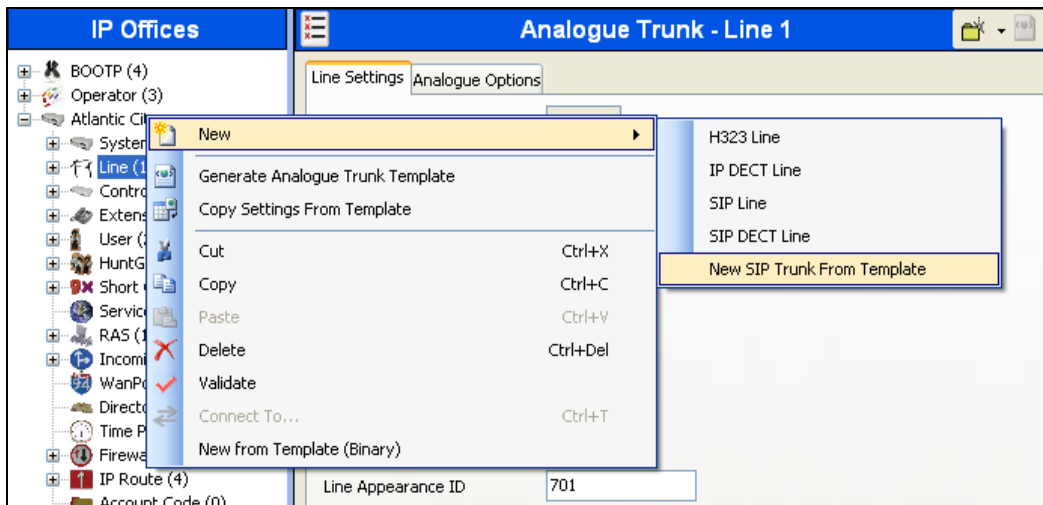 IP Offices
Analogue Trunk - Line 1
BOOTP (4)
Operator (3)
Atlantic Ci
System
Line (1
Contro
Extens
User (
HuntG
Short
Servic
RAS (1
Incomi
WanPo
Directo
Time P
Firewa
IP Route (4)
Account Code (0)
Line Settings
Analogue Options
New
Generate Analogue Trunk Template
Copy Settings From Template
Cut Ctrl+X
Copy Ctrl+C
Paste Ctrl+V
Delete Ctrl+Del
Validate
Connect To... Ctrl+T
New from Template (Binary)
H323 Line
IP DECT Line
SIP Line
SIP DECT Line
New SIP Trunk From Template
Line Appearance ID 701